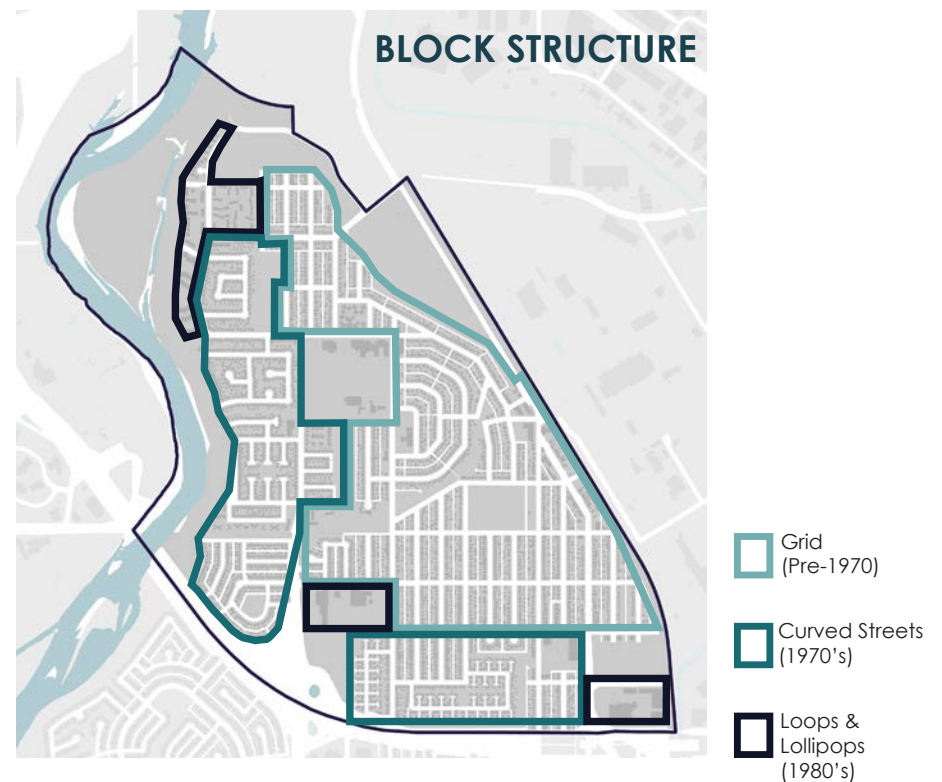 BLOCK STRUCTURE
Grid
(Pre-1970)
Curved Streets
(1970's)
Loops &
Lollipops
(1980's)